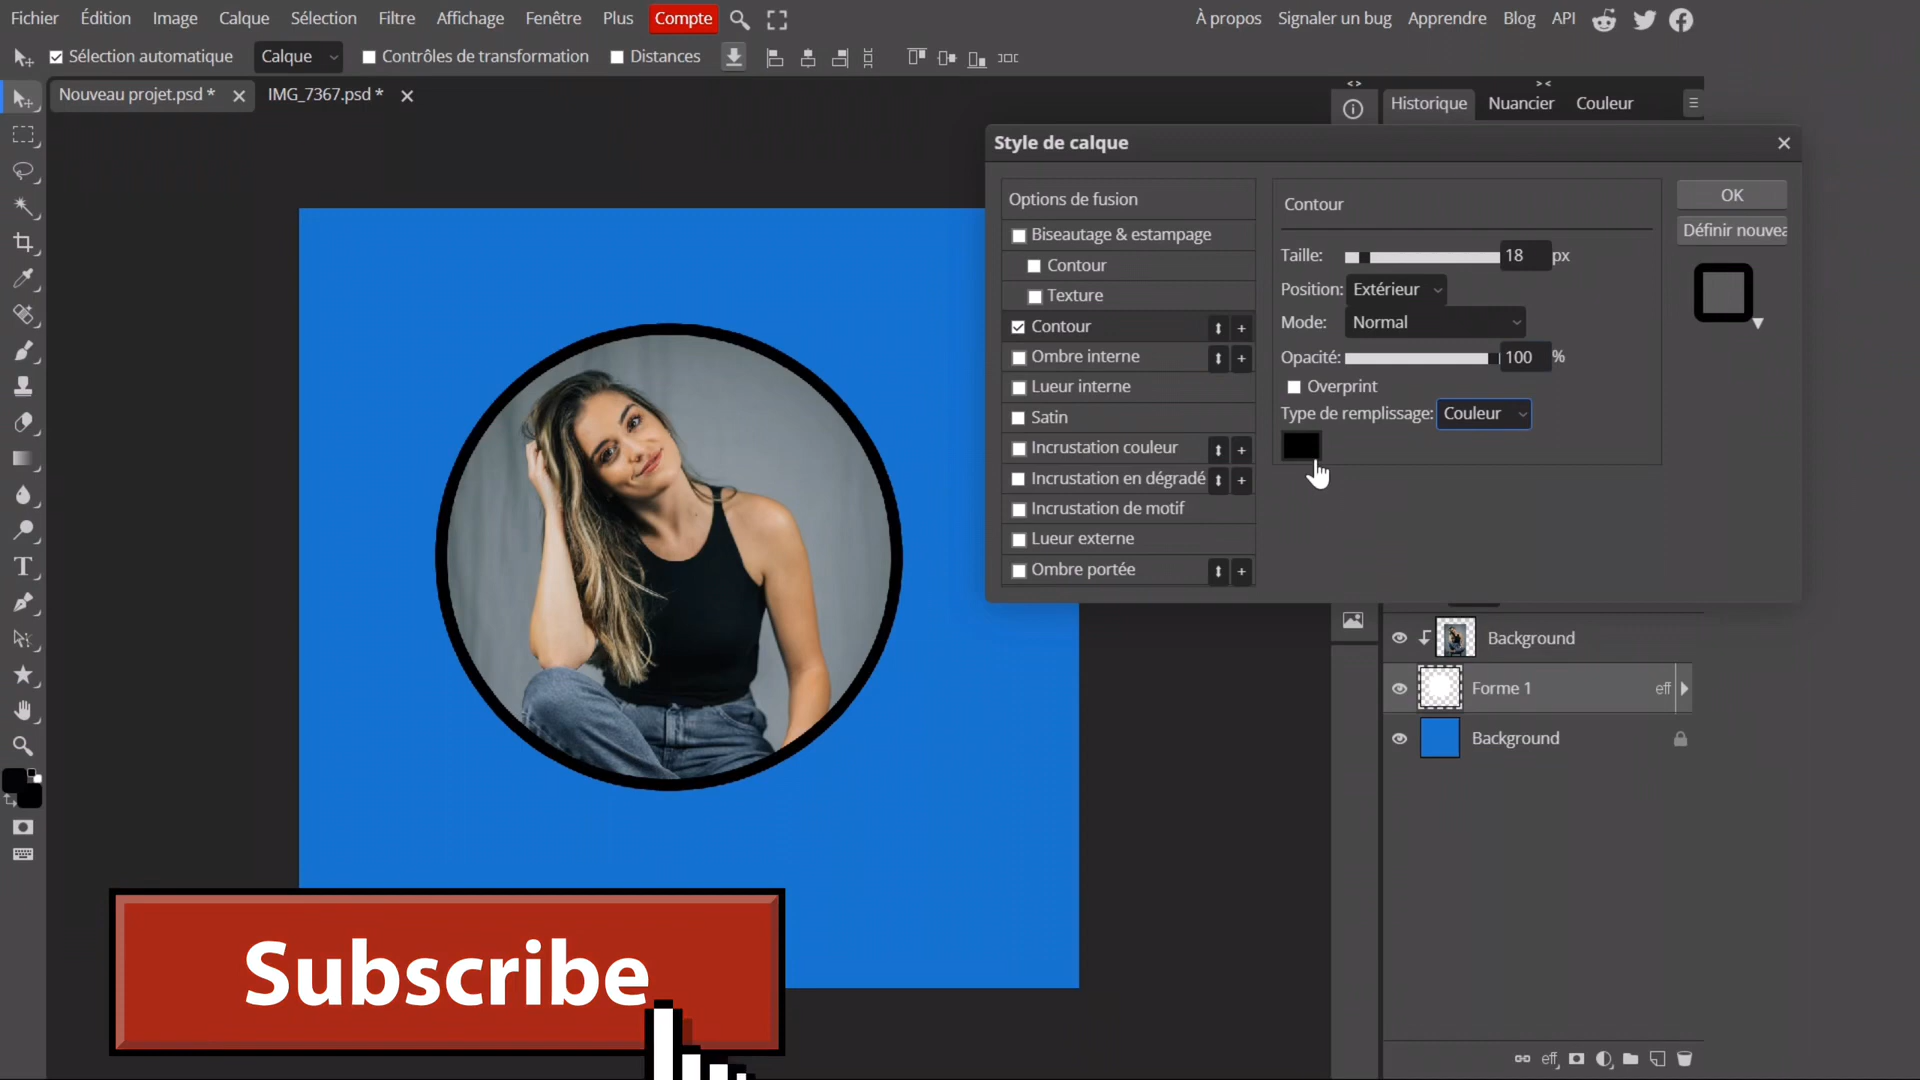 Fichier Édition Image Calque Sélection Filtre Affichage Fenêtre Plus Compte À propos Signaler un bug Apprendre Blog API
Sélection automatique Calque Contrôles de transformation Distances
Nouveau projet.psd * IMG_7367.psd *
Historique Nuancier Couleur
Style de calque
Options de fusion
Biseautage & estampage
Contour
Texture
Contour
Ombre interne
Lueur interne
Satin
Incrustation couleur
Incrustation en dégradé
Incrustation de motif
Lueur externe
Ombre portée
Contour
Taille: 18 px
Position: Extérieur
Mode: Normal
Opacité: 100 %
Overprint
Type de remplissage: Couleur
OK
Définir nouvea
Background
Forme 1 eff
Background
eff
Subscribe